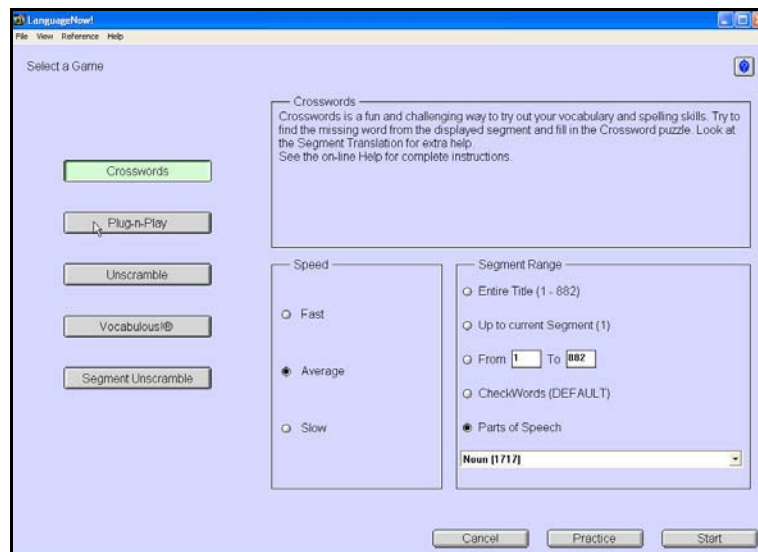 LanguageNow!
File View Reference Help
Select a Game
Crosswords
Crosswords is a fun and challenging way to try out your vocabulary and spelling skills. Try to
find the missing word from the displayed segment and fill in the Crossword puzzle. Look at
the Segment Translation for extra help.
See the on-line Help for complete instructions.
Crosswords
Plug-n-Play
Unscramble
Vocabulous!®
Segment Unscramble
Speed
Fast
Average
Slow
Segment Range
Entire Title (1 - 882)
Up to current Segment (1)
From 1 To 882
CheckWords (DEFAULT)
Parts of Speech
Noun (1717)
Cancel Practice Start